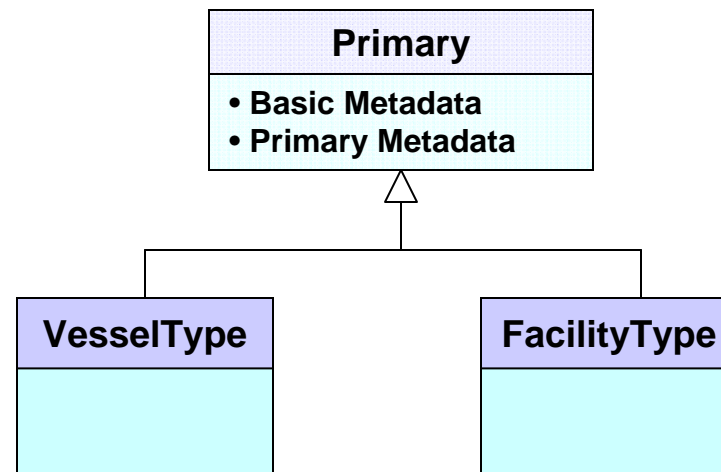 Primary
• Basic Metadata
• Primary Metadata
VesselType
FacilityType